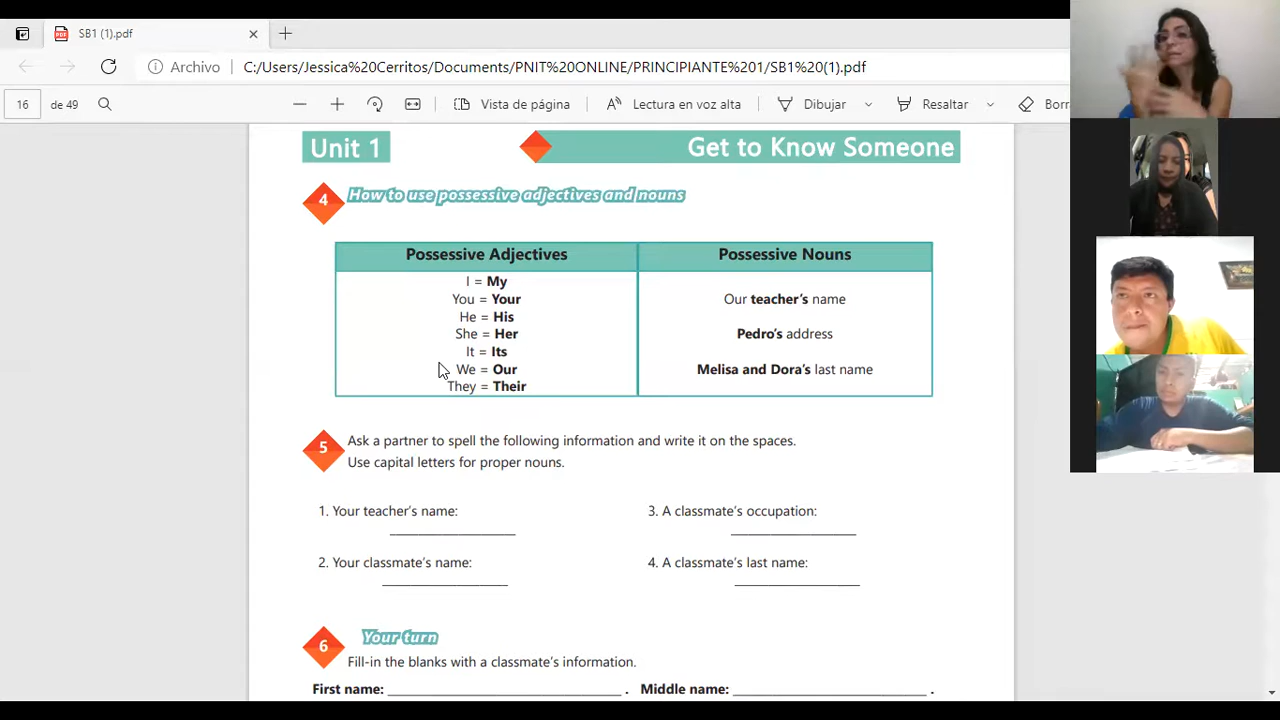 SB1 (1).pdf
Archivo
C:/Users/Jessica%20Cerritos/Documents/PNIT%20ONLINE/PRINCIPIANTE%201/SB1%20(1).pdf
16 de 49
Vista de página
Lectura en voz alta
Dibujar
Resaltar
Borr
Unit 1
Get to Know Someone
4 How to use possessive adjectives and nouns
Possessive Adjectives
I = My
You = Your
He = His
She = Her
It = Its
We = Our
They = Their
Possessive Nouns
Our teacher's name
Pedro's address
Melisa and Dora's last name
5 Ask a partner to spell the following information and write it on the spaces.
Use capital letters for proper nouns.
1. Your teacher's name:
2. Your classmate's name:
3. A classmate's occupation:
4. A classmate's last name:
6 Your turn
Fill-in the blanks with a classmate's information.
First name: ______________ . Middle name: ______________ .